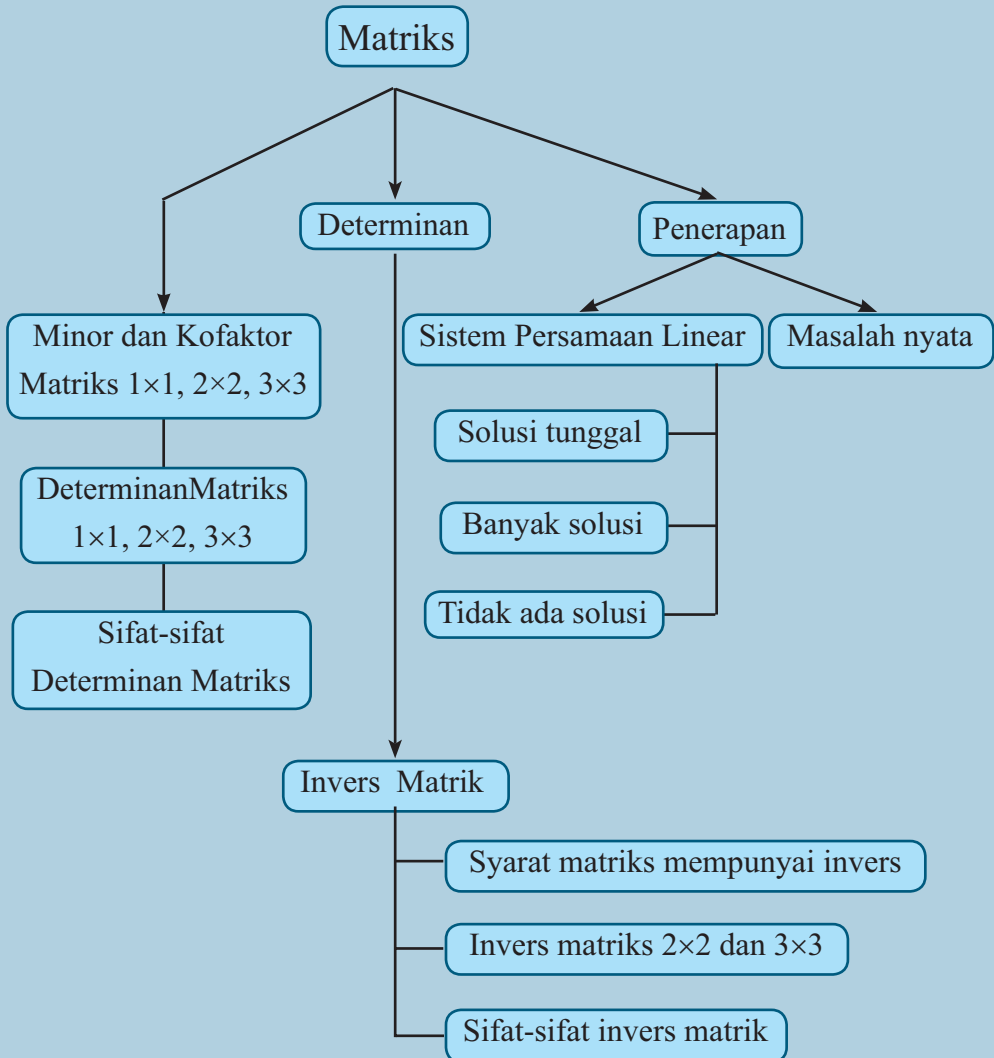 Matriks
Determinan
Penerapan
Minor dan Kofaktor
Matriks 1×1, 2×2, 3×3
Sistem Persamaan Linear
Masalah nyata
Solusi tunggal
DeterminanMatriks
1×1, 2×2, 3×3
Banyak solusi
Tidak ada solusi
Sifat-sifat
Determinan Matriks
Invers Matrik
Syarat matriks mempunyai invers
Invers matriks 2×2 dan 3×3
Sifat-sifat invers matrik